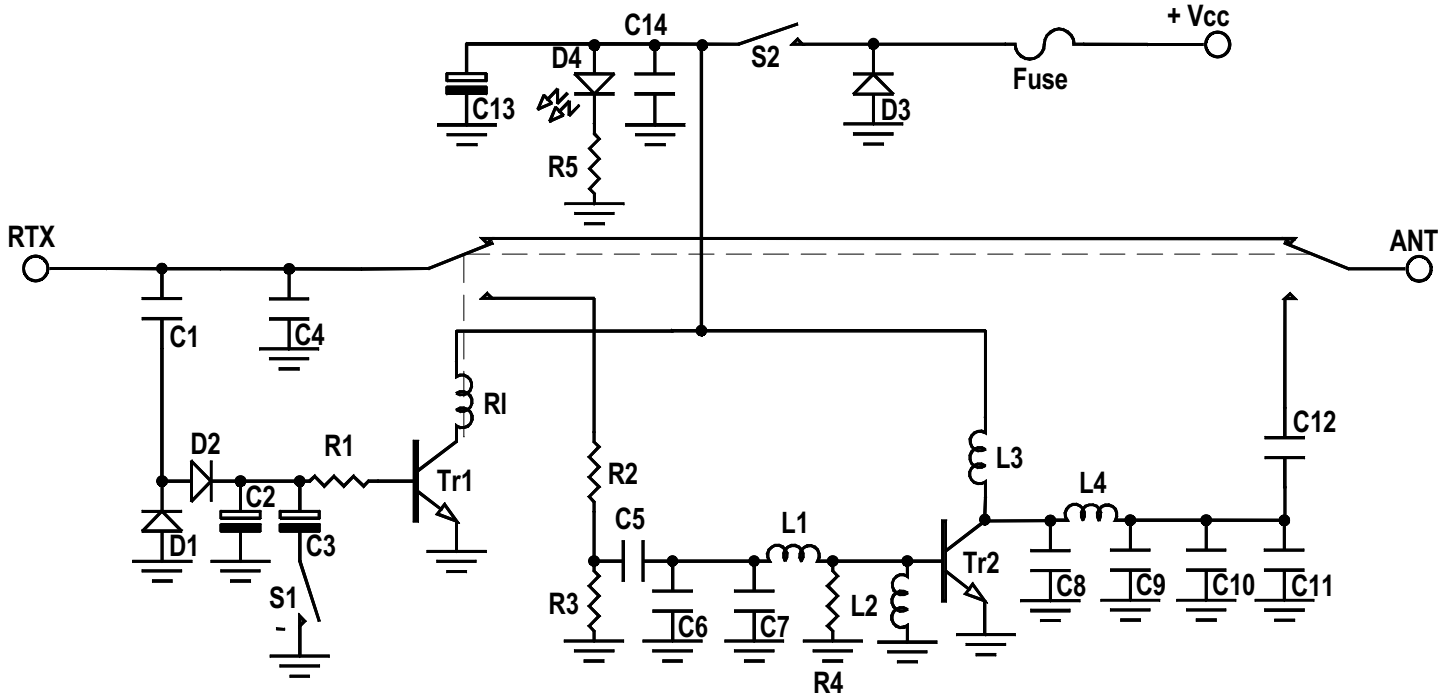 + Vcc
C14
S2
D4
Fuse
C13
D3
R5
RTX
ANT
C1
C4
Rl
C12
D2
R1
L3
Tr1
R2
L4
C2
C5
L1
D1
C3
Tr2
C8
C9
C10
C11
S1
R3
L2
C6
C7
-
R4